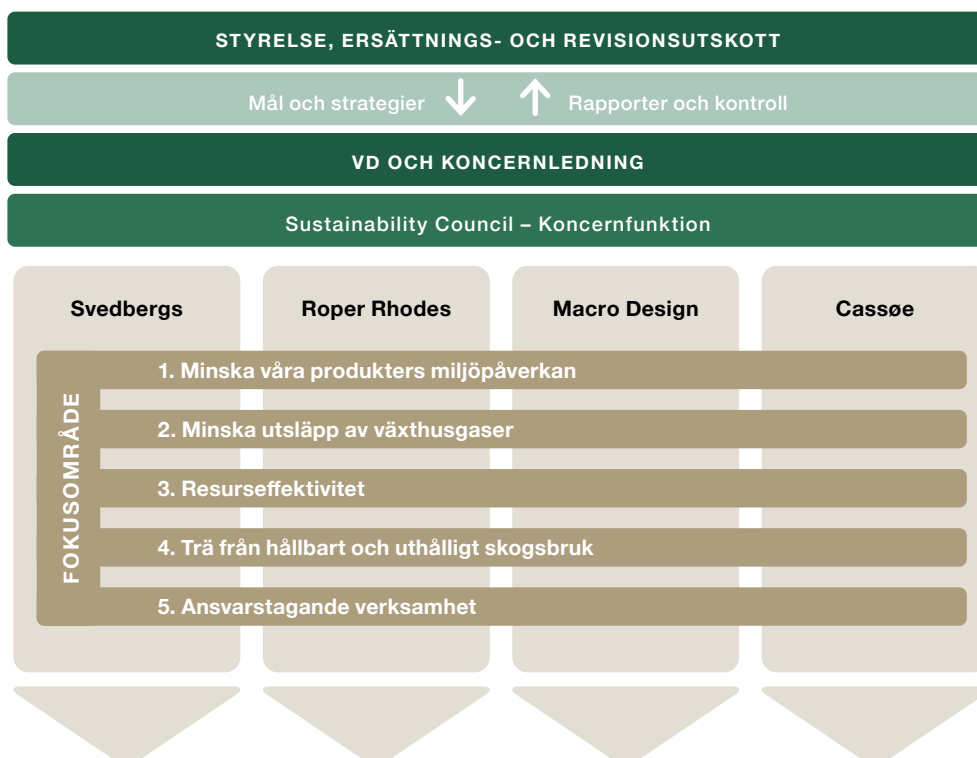 STYRELSE, ERSÄTTNINGS- OCH REVISIONSUTSKOTT
Mål och strategier
Rapporter och kontroll
VD OCH KONCERNLEDNING
Sustainability Council – Koncernfunktion
Svedbergs
Roper Rhodes
Macro Design
Cassøe
FOKUSOMRÅDE
1. Minska våra produkters miljöpåverkan
2. Minska utsläpp av växthusgaser
3. Resurseffektivitet
4. Trä från hållbart och uthålligt skogsbruk
5. Ansvarstagande verksamhet